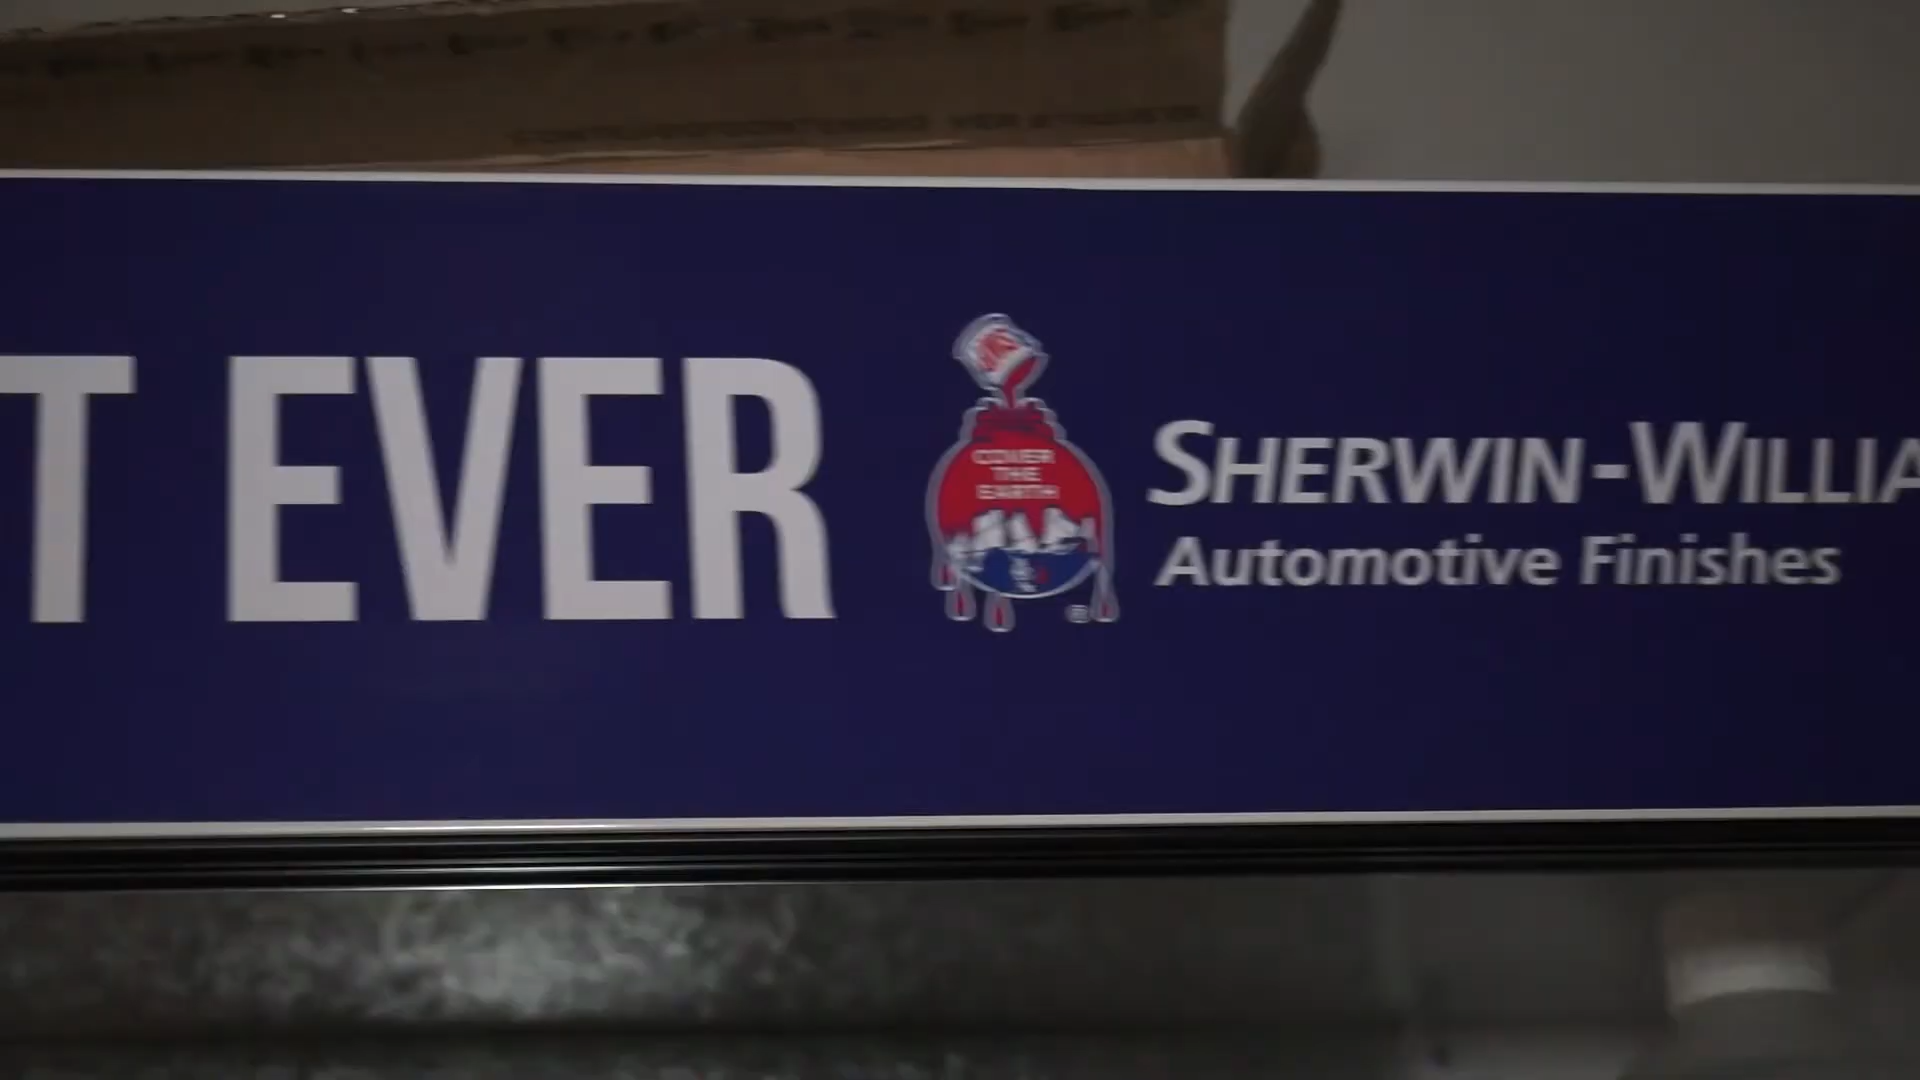 T EVER
COVER
THE
EARTH
®
SHERWIN-WILLIA
Automotive Finishes